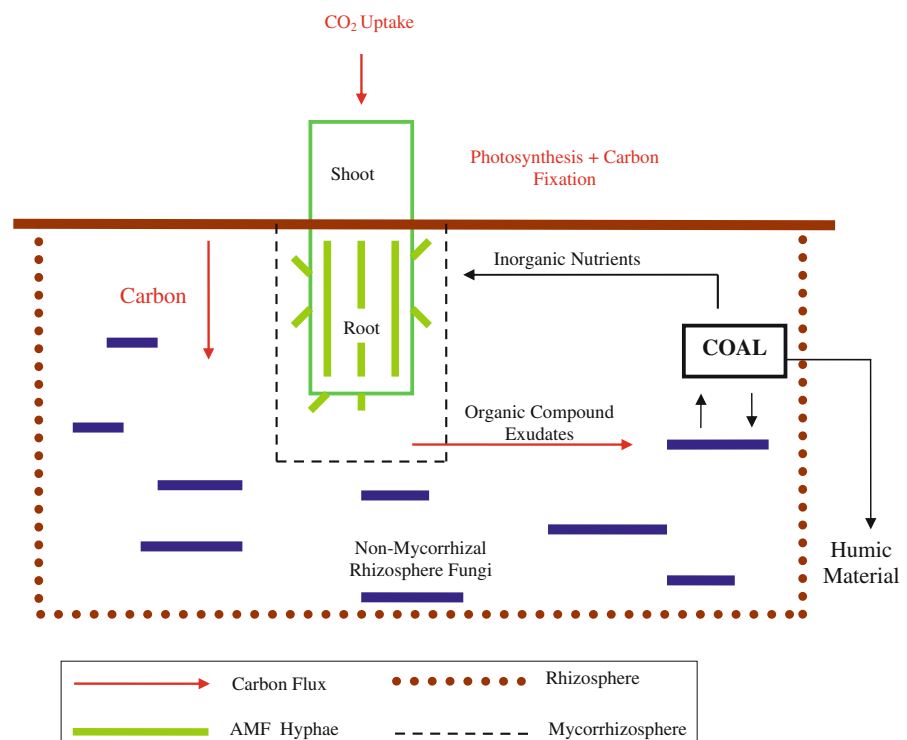 CO₂ Uptake
Shoot
Photosynthesis + Carbon
Fixation
Inorganic Nutrients
Carbon
Root
COAL
Organic Compound
Exudates
Non-Mycorrhizal
Rhizosphere Fungi
Humic
Material
Carbon Flux
Rhizosphere
AMF Hyphae
Mycorrhizosphere